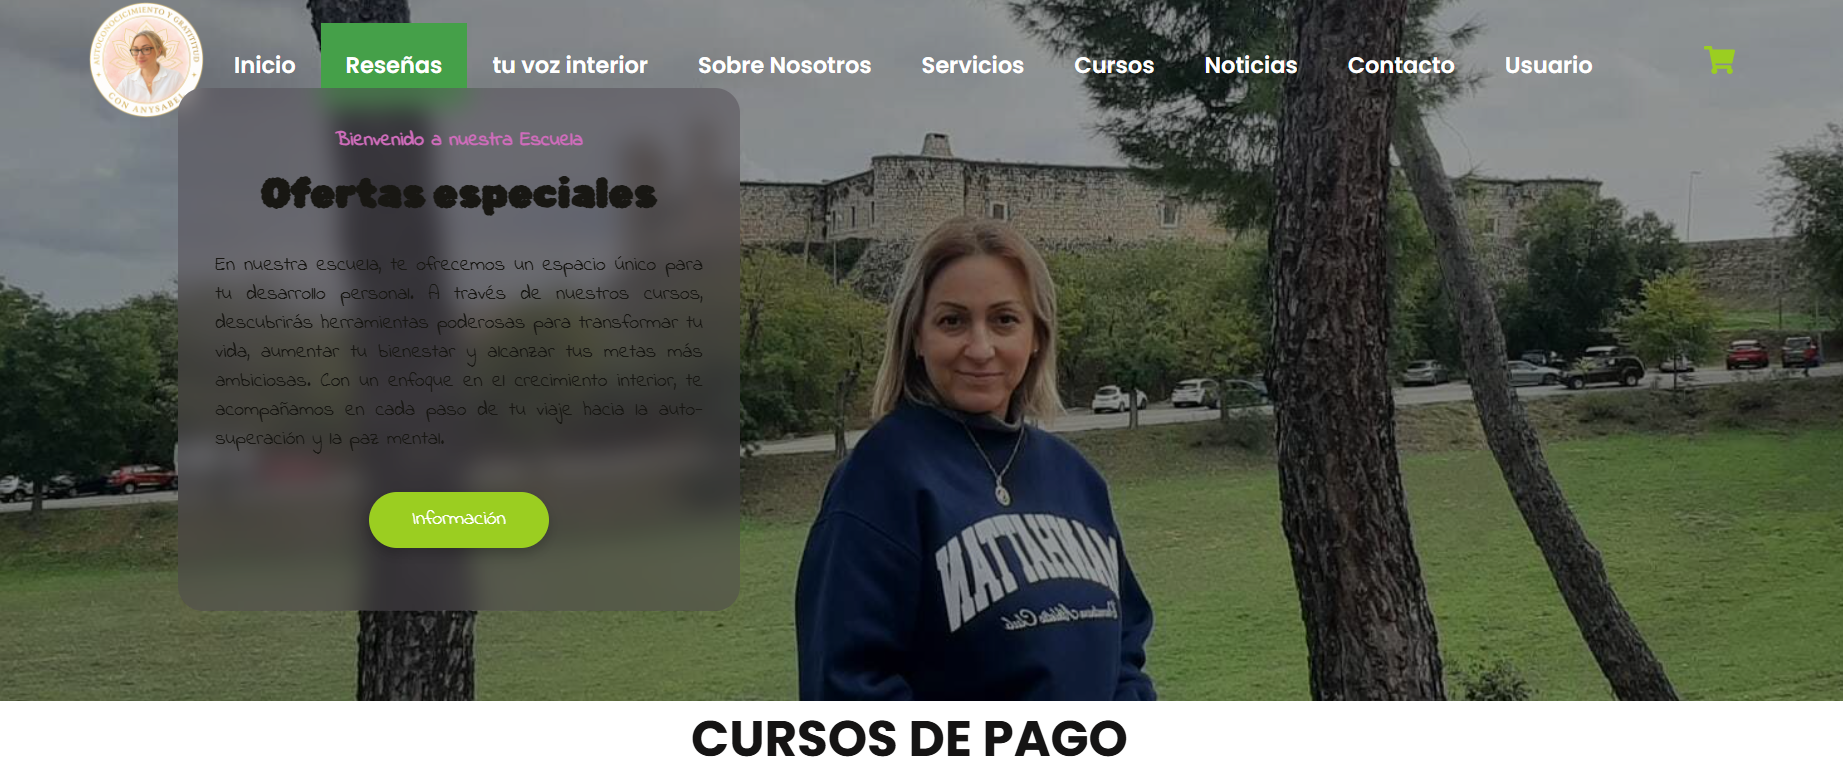 AUTOCONOCIMIENTO Y GRATITITUD
CON ANYSABEL
Inicio
Reseñas
tu voz interior
Sobre Nosotros
Servicios
Cursos
Noticias
Contacto
Usuario
Bienvenido a nuestra Escuela
Ofertas especiales
En nuestra escuela, te ofrecemos un espacio único para
tu desarrollo personal. A través de nuestros cursos,
descubrirás herramientas poderosas para transformar tu
vida, aumentar tu bienestar y alcanzar tus metas más
ambiciosas. Con un enfoque en el crecimiento interior, te
acompañamos en cada paso de tu viaje hacia la auto-
superación y la paz mental.
Información
MANHATTAN
CURSOS DE PAGO